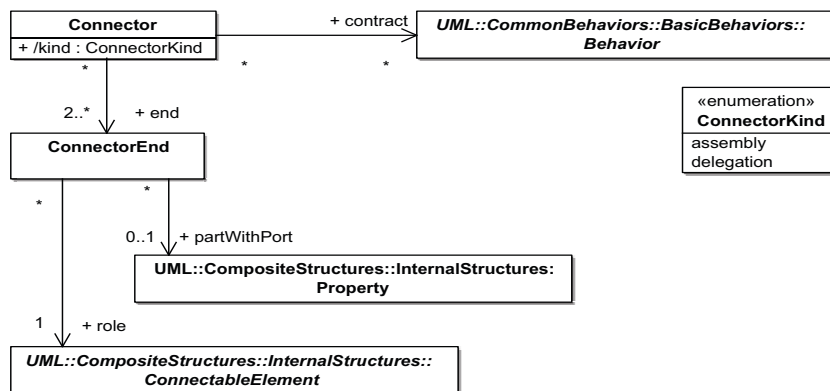 Connector
+ /kind : ConnectorKind
+ contract
*
*
UML::CommonBehaviors::BasicBehaviors::
Behavior
*
2..*
+ end
«enumeration»
ConnectorKind
assembly
delegation
ConnectorEnd
*
*
0..1
+ partWithPort
UML::CompositeStructures::InternalStructures:
Property
1
+ role
UML::CompositeStructures::InternalStructures::
ConnectableElement